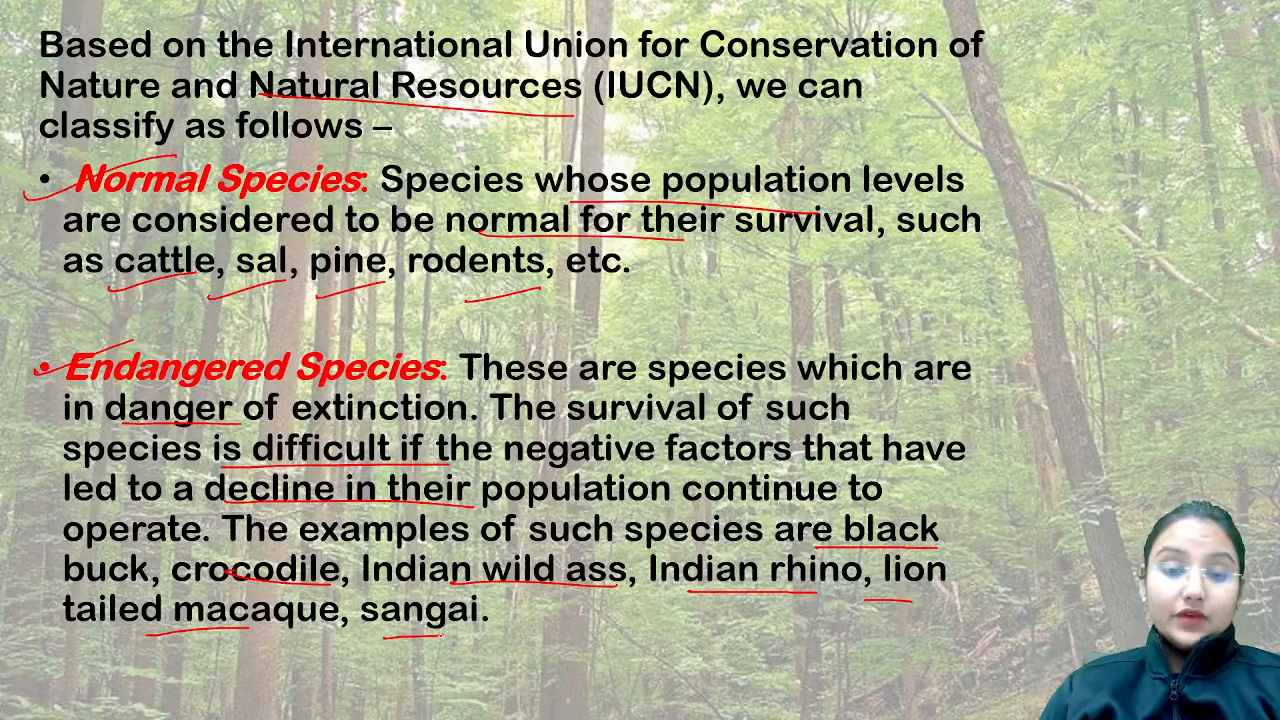 Based on the International Union for Conservation of
Nature and Natural Resources (IUCN), we can
classify as follows –
• Normal Species: Species whose population levels
are considered to be normal for their survival, such
as cattle, sal, pine, rodents, etc.
• Endangered Species: These are species which are
in danger of extinction. The survival of such
species is difficult if the negative factors that have
led to a decline in their population continue to
operate. The examples of such species are black
buck, crocodile, Indian wild ass, Indian rhino, lion
tailed macaque, sangai.